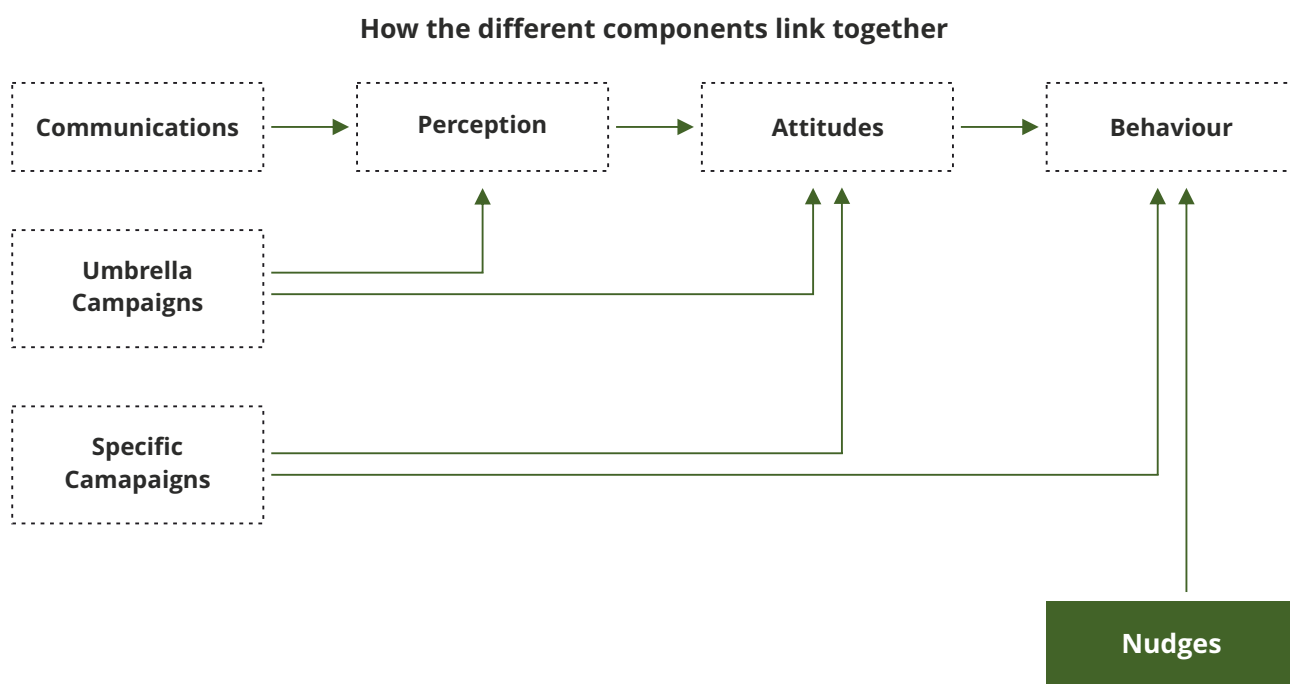 How the different components link together
Communications
Perception
Attitudes
Behaviour
Umbrella
Campaigns
Specific
Camapaigns
Nudges